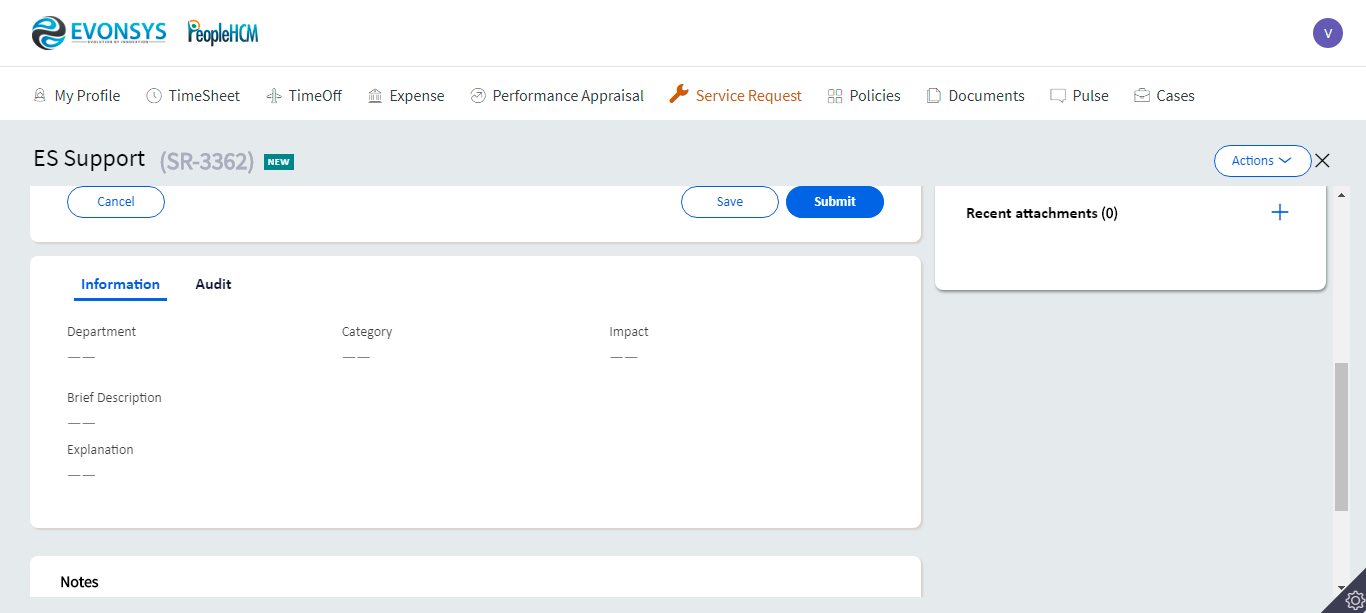 EVONSYS PeopleHCM
EVOLUTION BY INNOVATION
V
My Profile TimeSheet TimeOff Expense Performance Appraisal Service Request Policies Documents Pulse Cases
ES Support (SR-3362) NEW Actions
Cancel Save Submit
Recent attachments (0)
Information Audit
Department Category Impact
—— —— ——
Brief Description
——
Explanation
——
Notes